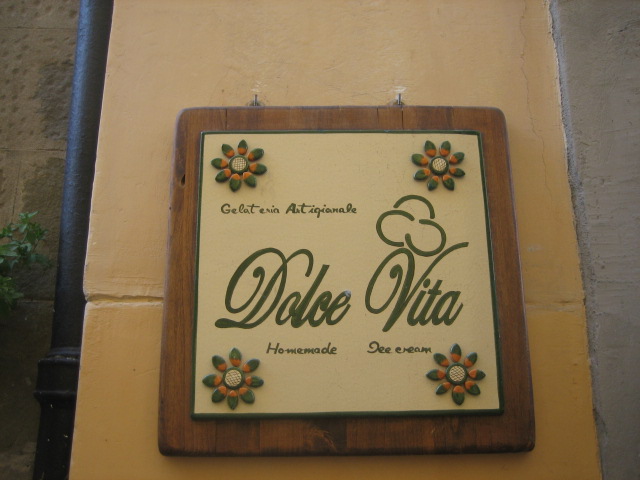 Gelateria Artigianale
Dolce Vita
Homemade Ice cream